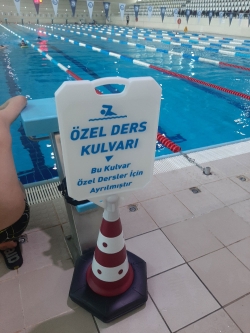 ÖZEL DERS
KULVARI
Bu Kulvar
Özel Dersler İçin
Ayrılmıştır